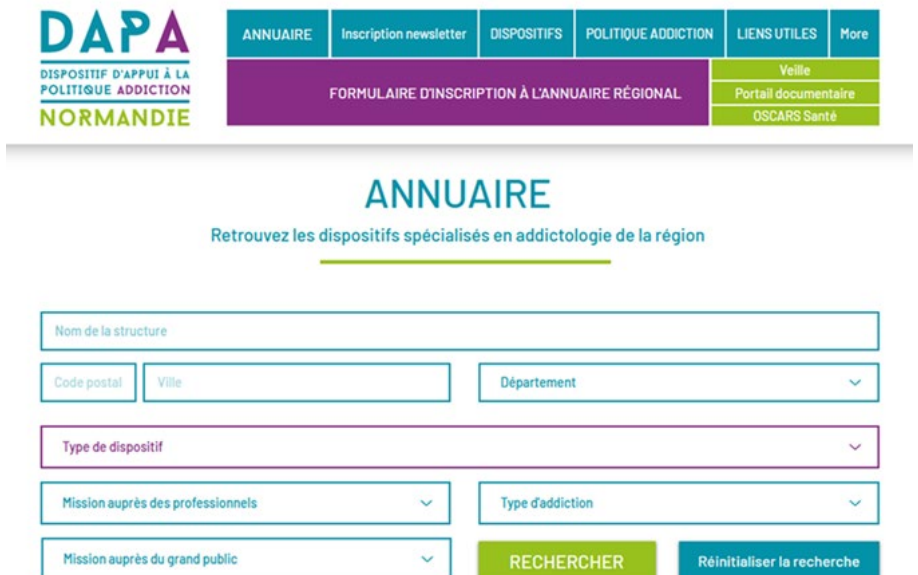 DAPA
DISPOSITIF D'APPUI À LA
POLITIQUE ADDICTION
NORMANDIE
ANNUAIRE
Inscription newsletter
DISPOSITIFS
POLITIQUE ADDICTION
LIENS UTILES
More
FORMULAIRE D'INSCRIPTION À L'ANNUAIRE RÉGIONAL
Veille
Portail documentaire
OSCARS Santé
ANNUAIRE
Retrouvez les dispositifs spécialisés en addictologie de la région
Nom de la structure
Code postal
Ville
Département
Type de dispositif
Mission auprès des professionnels
Type d'addiction
Mission auprès du grand public
RECHERCHER
Réinitialiser la recherche